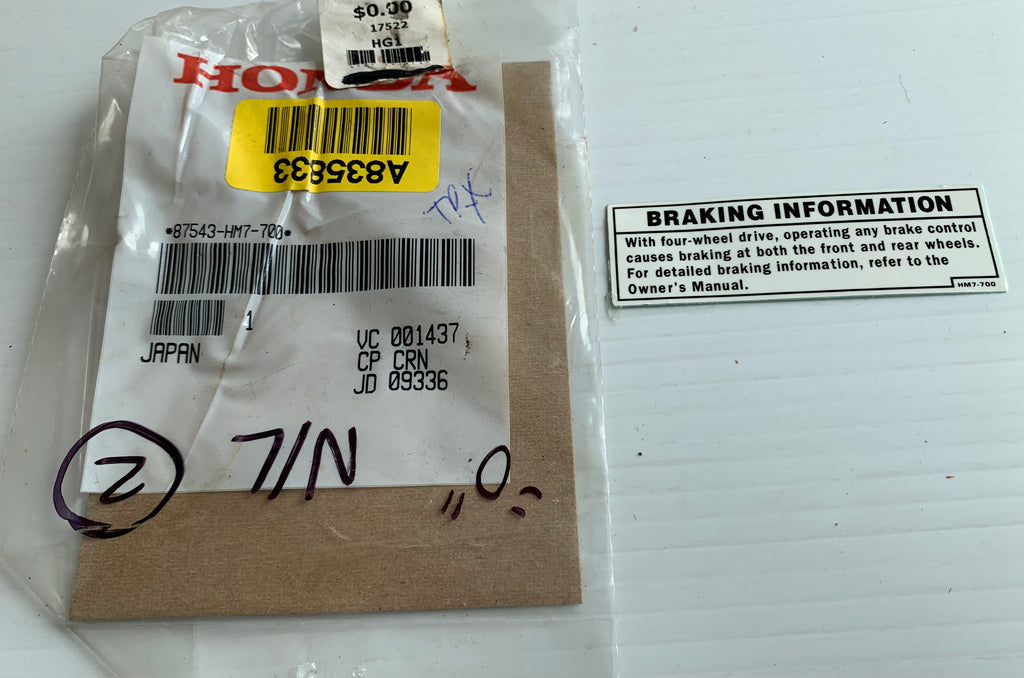 $0.00
17522
HG1
HONDA
A835833
TRX
*87543-HM7-700*
1
JAPAN
VC 001437
CP CRN
JD 09336
2
N/L
"0"
BRAKING INFORMATION
With four-wheel drive, operating any brake control
causes braking at both the front and rear wheels.
For detailed braking information, refer to the
Owner's Manual.
HM7-700